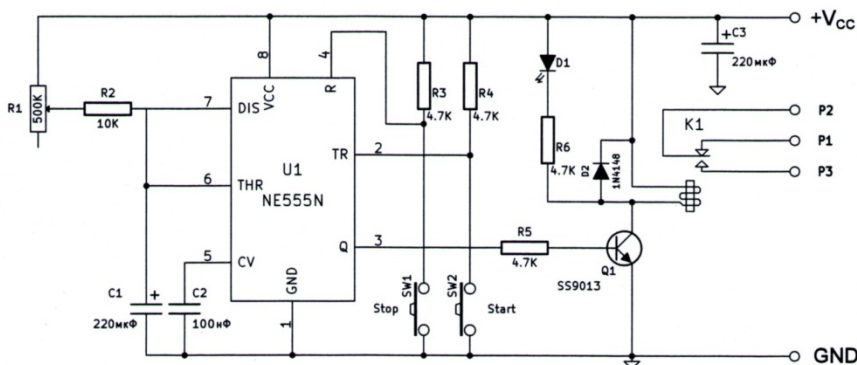 +Vcc
8
4
VCC
R
C3
220мкФ
R1
500K
R2
10K
7
DIS
R3
4.7K
R4
4.7K
D1
P2
K1
P1
P3
U1
NE555N
TR
2
R6
4.7K
D2
1N4148
6
THR
Q
3
R5
4.7K
Q1
SS9013
5
CV
GND
1
C1
220мкФ
C2
100нФ
Stop
SW1
SW2
Start
GND